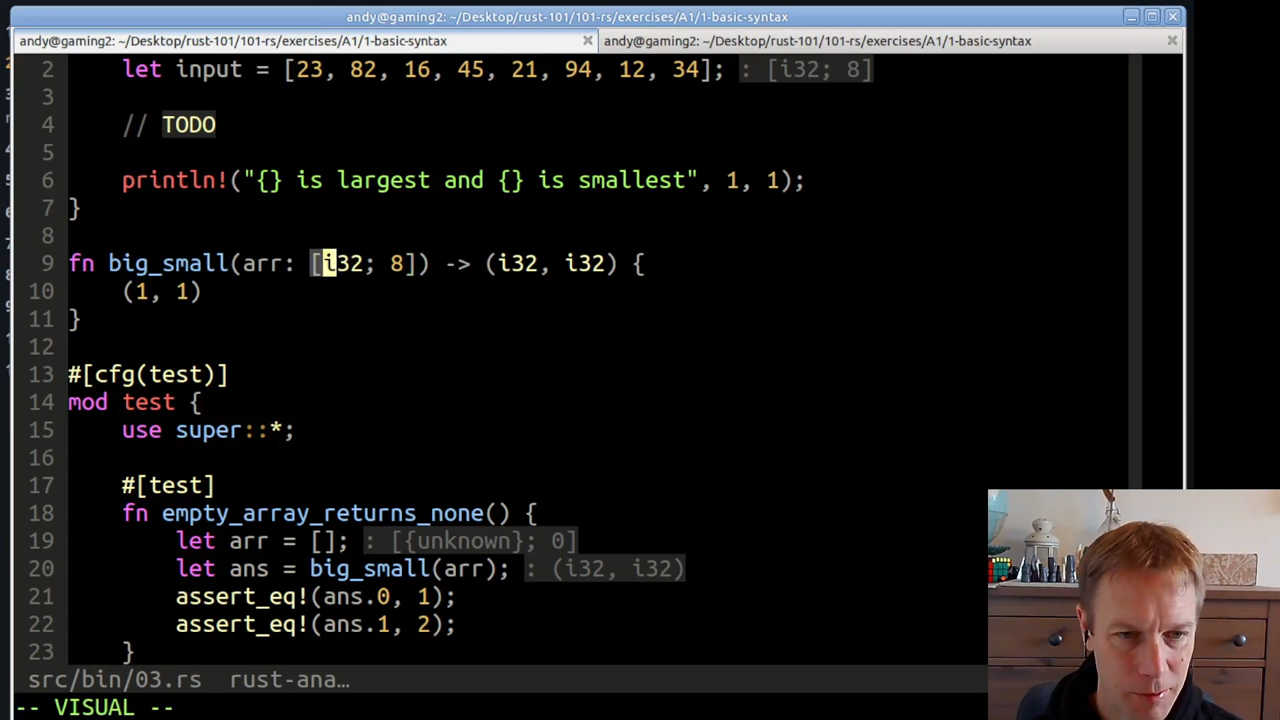 andy@gaming2: ~/Desktop/rust-101/101-rs/exercises/A1/1-basic-syntax
andy@gaming2: ~/Desktop/rust-101/101-rs/exercises/A1/1-basic-syntax
andy@gaming2: ~/Desktop/rust-101/101-rs/exercises/A1/1-basic-syntax
2 let input = [23, 82, 16, 45, 21, 94, 12, 34]; : [i32; 8]
3
4 // TODO
5
6 println!("{} is largest and {} is smallest", 1, 1);
7 }
8
9 fn big_small(arr: [i32; 8]) -> (i32, i32) {
10 (1, 1)
11 }
12
13 #[cfg(test)]
14 mod test {
15 use super::*;
16
17 #[test]
18 fn empty_array_returns_none() {
19 let arr = []; : [{unknown}; 0]
20 let ans = big_small(arr); : (i32, i32)
21 assert_eq!(ans.0, 1);
22 assert_eq!(ans.1, 2);
23 }
src/bin/03.rs rust-ana…
-- VISUAL --